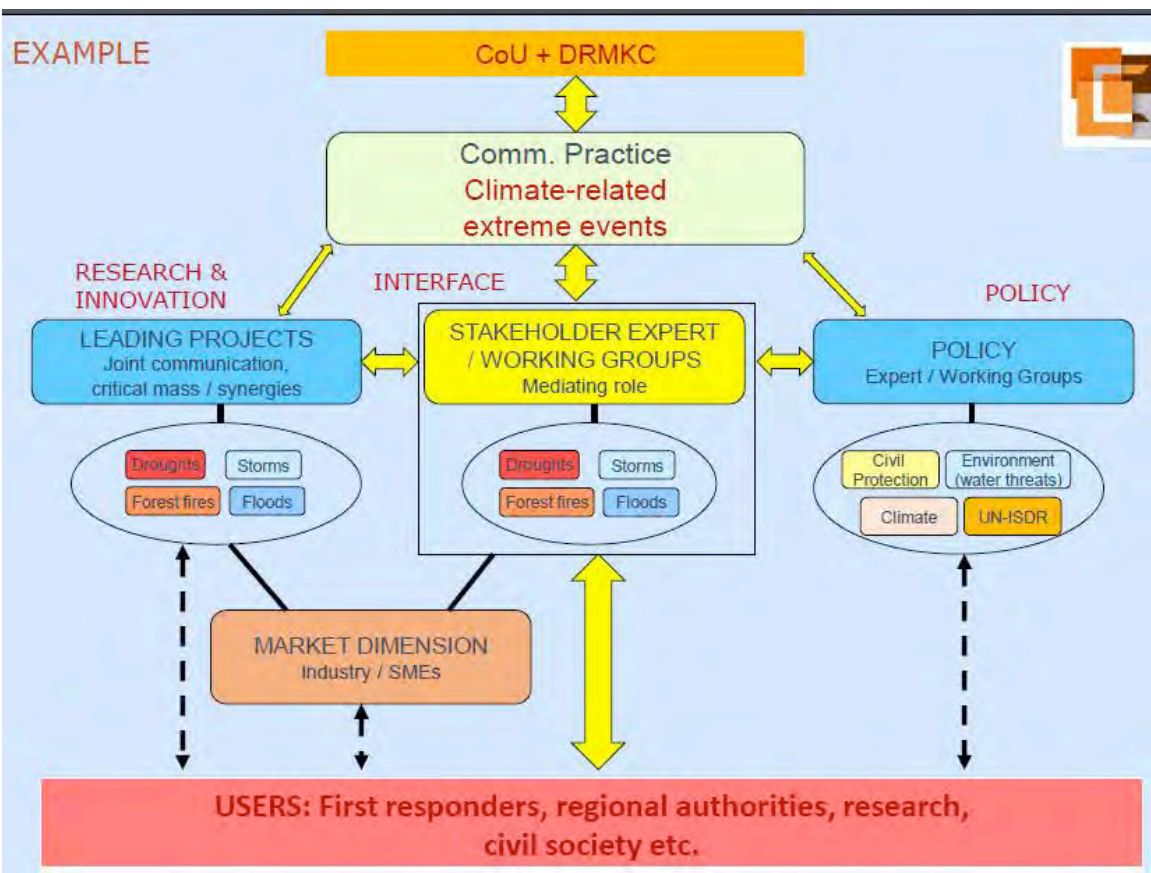 EXAMPLE
CoU + DRMKC
Comm. Practice
Climate-related
extreme events
RESEARCH &
INNOVATION
INTERFACE
POLICY
LEADING PROJECTS
Joint communication,
critical mass / synergies
STAKEHOLDER EXPERT
/ WORKING GROUPS
Mediating role
POLICY
Expert / Working Groups
Droughts
Storms
Forest fires
Floods
Droughts
Storms
Forest fires
Floods
Civil
Protection
Environment
(water threats)
Climate
UN-ISDR
MARKET DIMENSION
Industry / SMEs
USERS: First responders, regional authorities, research,
civil society etc.